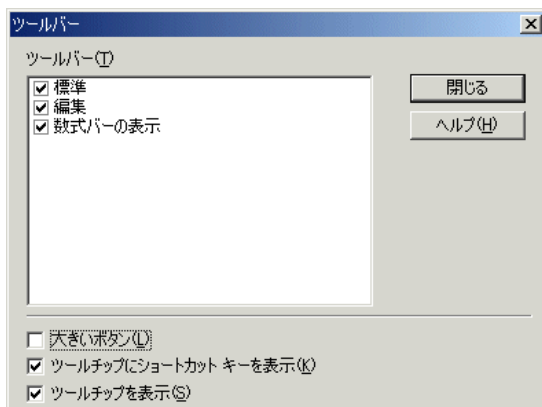 ツールバー
ツールバー(T)
標準
編集
数式バーの表示
閉じる
ヘルプ(H)
大きいボタン(L)
ツールチップにショートカット キーを表示(K)
ツールチップを表示(S)